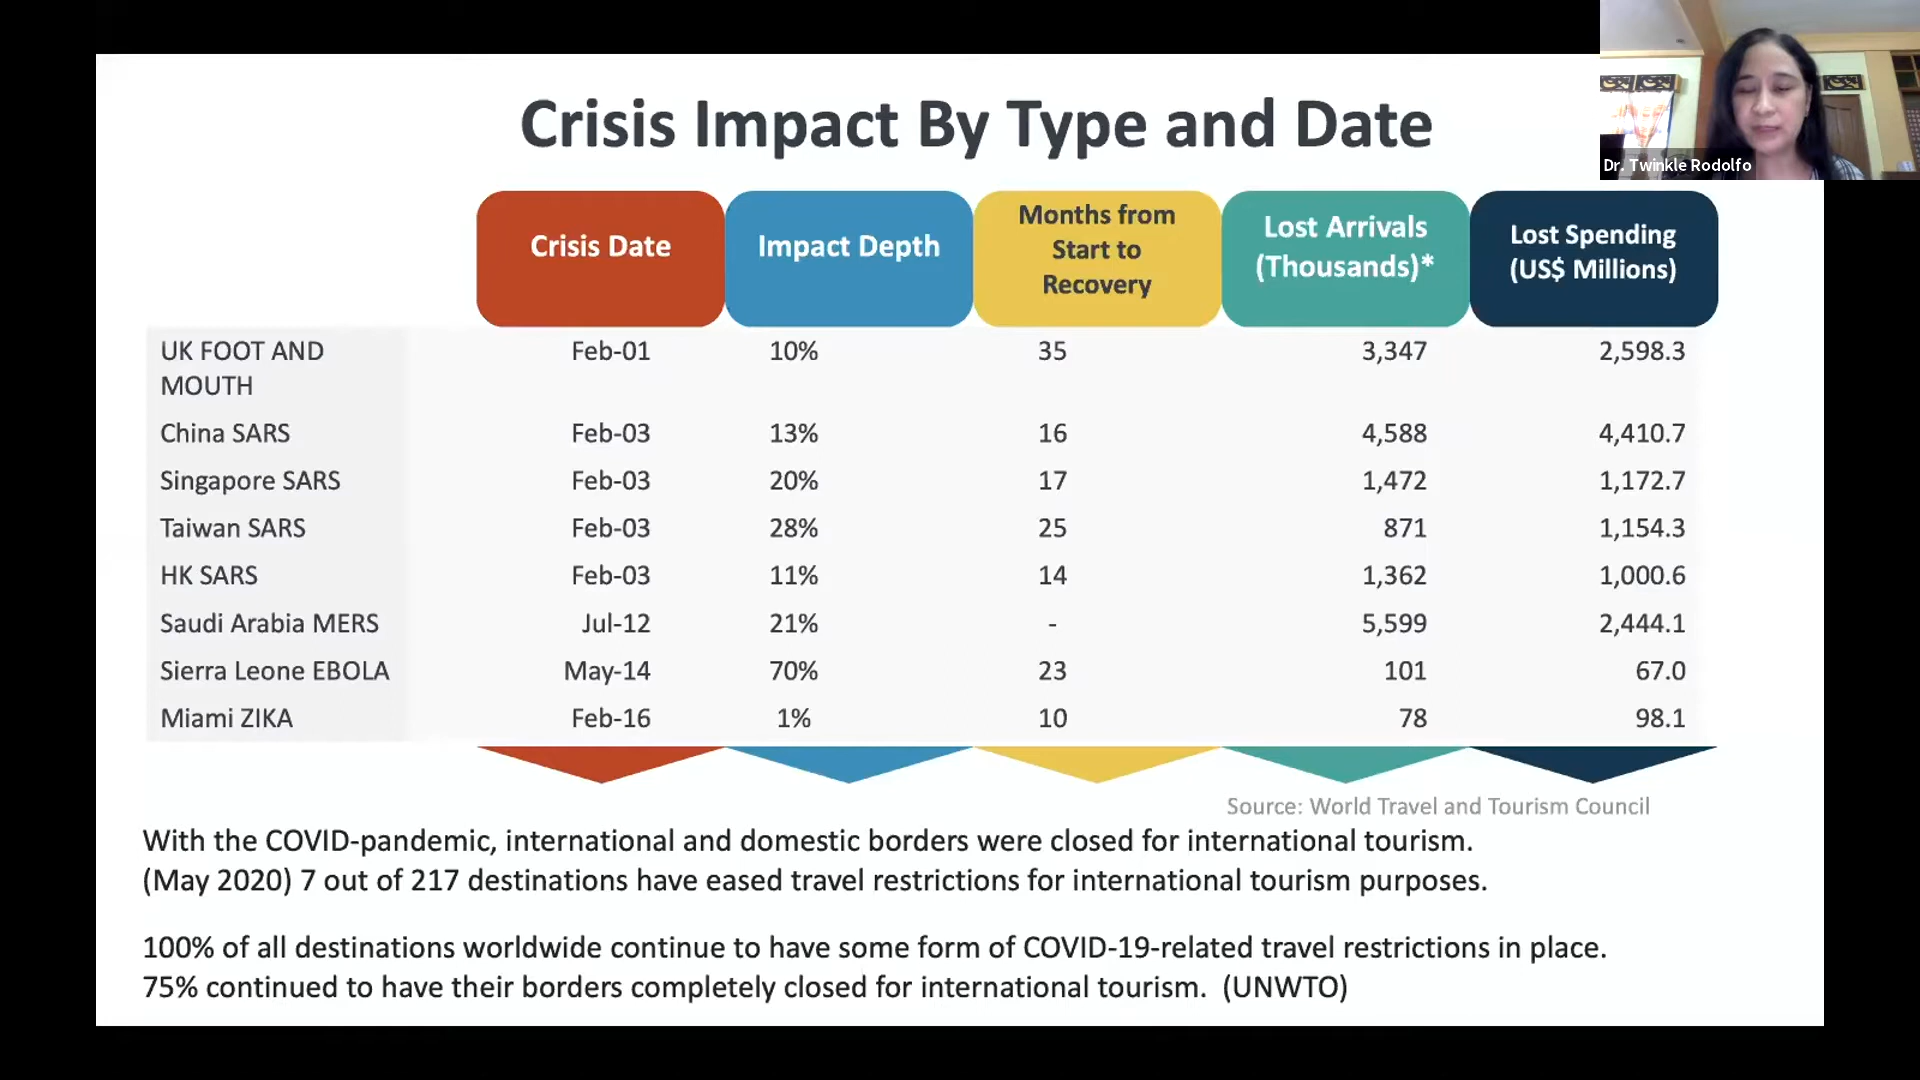 Crisis Impact By Type and Date
Dr. Twinkle Rodolfo
Crisis Date
Impact Depth
Months from
Start to
Recovery
Lost Arrivals
(Thousands)*
Lost Spending
(US$ Millions)
UK FOOT AND
MOUTH
Feb-01 10% 35 3,347 2,598.3
China SARS Feb-03 13% 16 4,588 4,410.7
Singapore SARS Feb-03 20% 17 1,472 1,172.7
Taiwan SARS Feb-03 28% 25 871 1,154.3
HK SARS Feb-03 11% 14 1,362 1,000.6
Saudi Arabia MERS Jul-12 21% - 5,599 2,444.1
Sierra Leone EBOLA May-14 70% 23 101 67.0
Miami ZIKA Feb-16 1% 10 78 98.1
Source: World Travel and Tourism Council
With the COVID-pandemic, international and domestic borders were closed for international tourism.
(May 2020) 7 out of 217 destinations have eased travel restrictions for international tourism purposes.
100% of all destinations worldwide continue to have some form of COVID-19-related travel restrictions in place.
75% continued to have their borders completely closed for international tourism. (UNWTO)